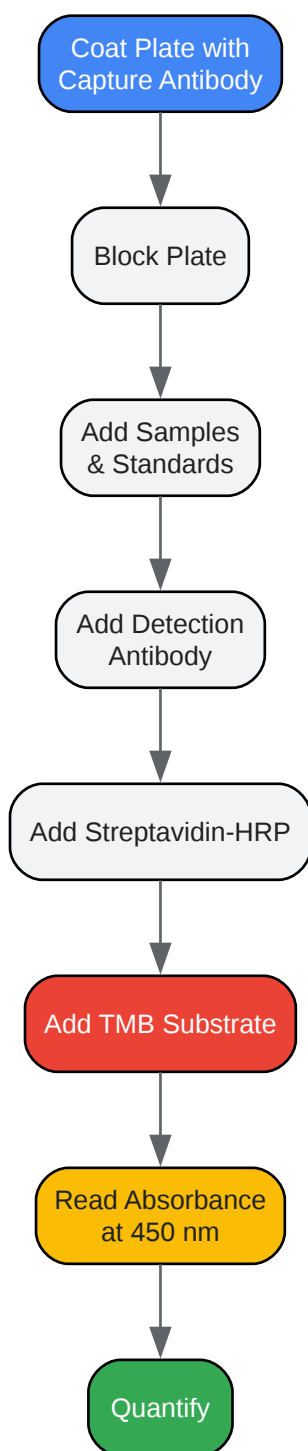 Coat Plate with
Capture Antibody
Block Plate
Add Samples
& Standards
Add Detection
Antibody
Add Streptavidin-HRP
Add TMB Substrate
Read Absorbance
at 450 nm
Quantify